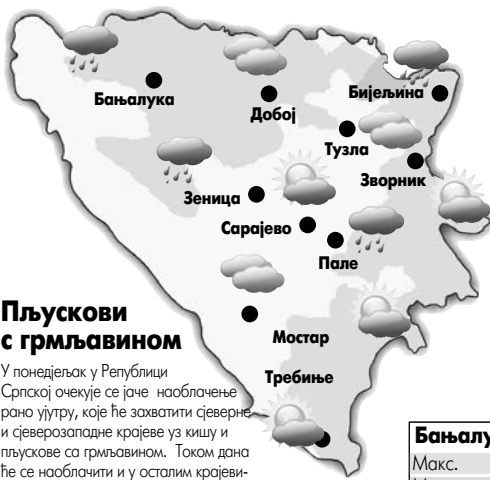 Бањалука
Добој
Бијељина
Тузла
Зворник
Зеница
Сарајево
Пале
Мостар
Требиње
Пљускови
с грмљавином
У понедјељак у Републици
Српској очекује се јаче наоблачење
рано ујутру, које ће захватити сјеверне
и сјеверозападне крајеве уз кишу и
пљускове са грмљавином. Током дана
ће се наоблачити и у осталим крајеви-
Макс.